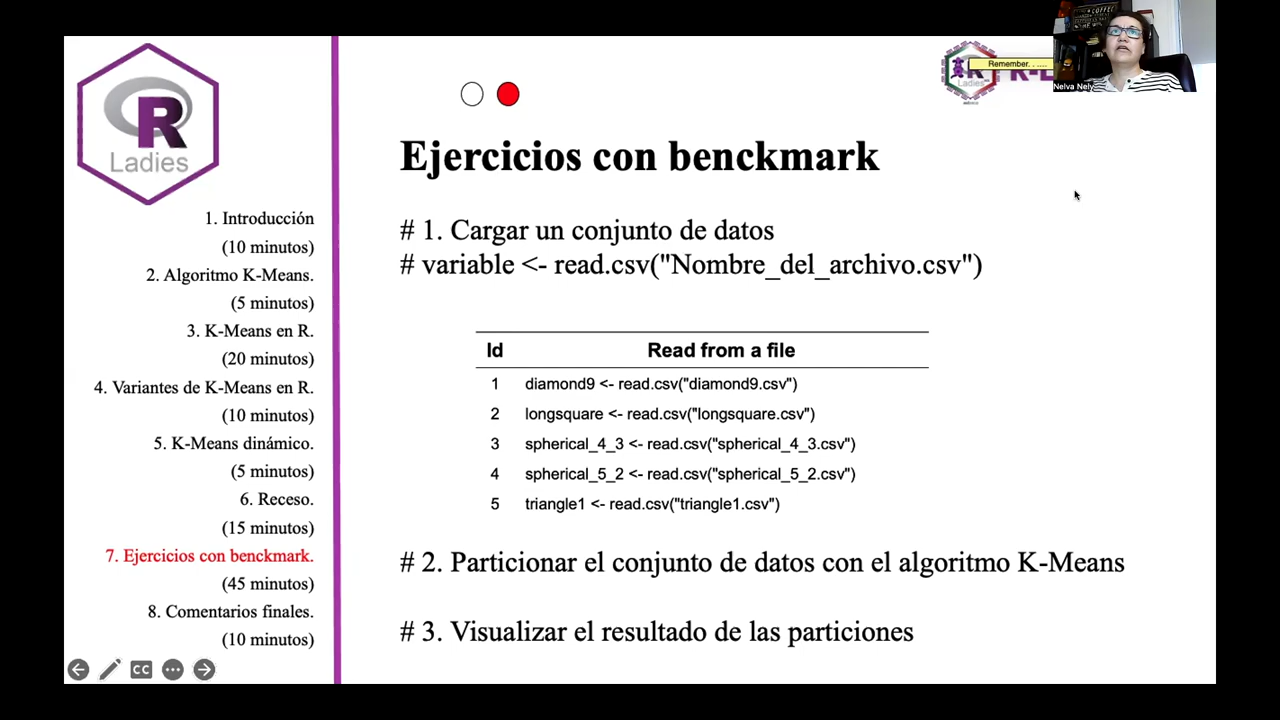 R
Ladies
1. Introducción
(10 minutos)
2. Algoritmo K-Means.
(5 minutos)
3. K-Means en R.
(20 minutos)
4. Variantes de K-Means en R.
(10 minutos)
5. K-Means dinámico.
(5 minutos)
6. Receso.
(15 minutos)
7. Ejercicios con benckmark.
(45 minutos)
8. Comentarios finales.
(10 minutos)
CC
Remember. . ....
Ladies
COFFEE
Nelva Nely
Ejercicios con benckmark
# 1. Cargar un conjunto de datos
# variable <- read.csv("Nombre_del_archivo.csv")
Id Read from a file
1 diamond9 <- read.csv("diamond9.csv")
2 longsquare <- read.csv("longsquare.csv")
3 spherical_4_3 <- read.csv("spherical_4_3.csv")
4 spherical_5_2 <- read.csv("spherical_5_2.csv")
5 triangle1 <- read.csv("triangle1.csv")
# 2. Particionar el conjunto de datos con el algoritmo K-Means
# 3. Visualizar el resultado de las particiones